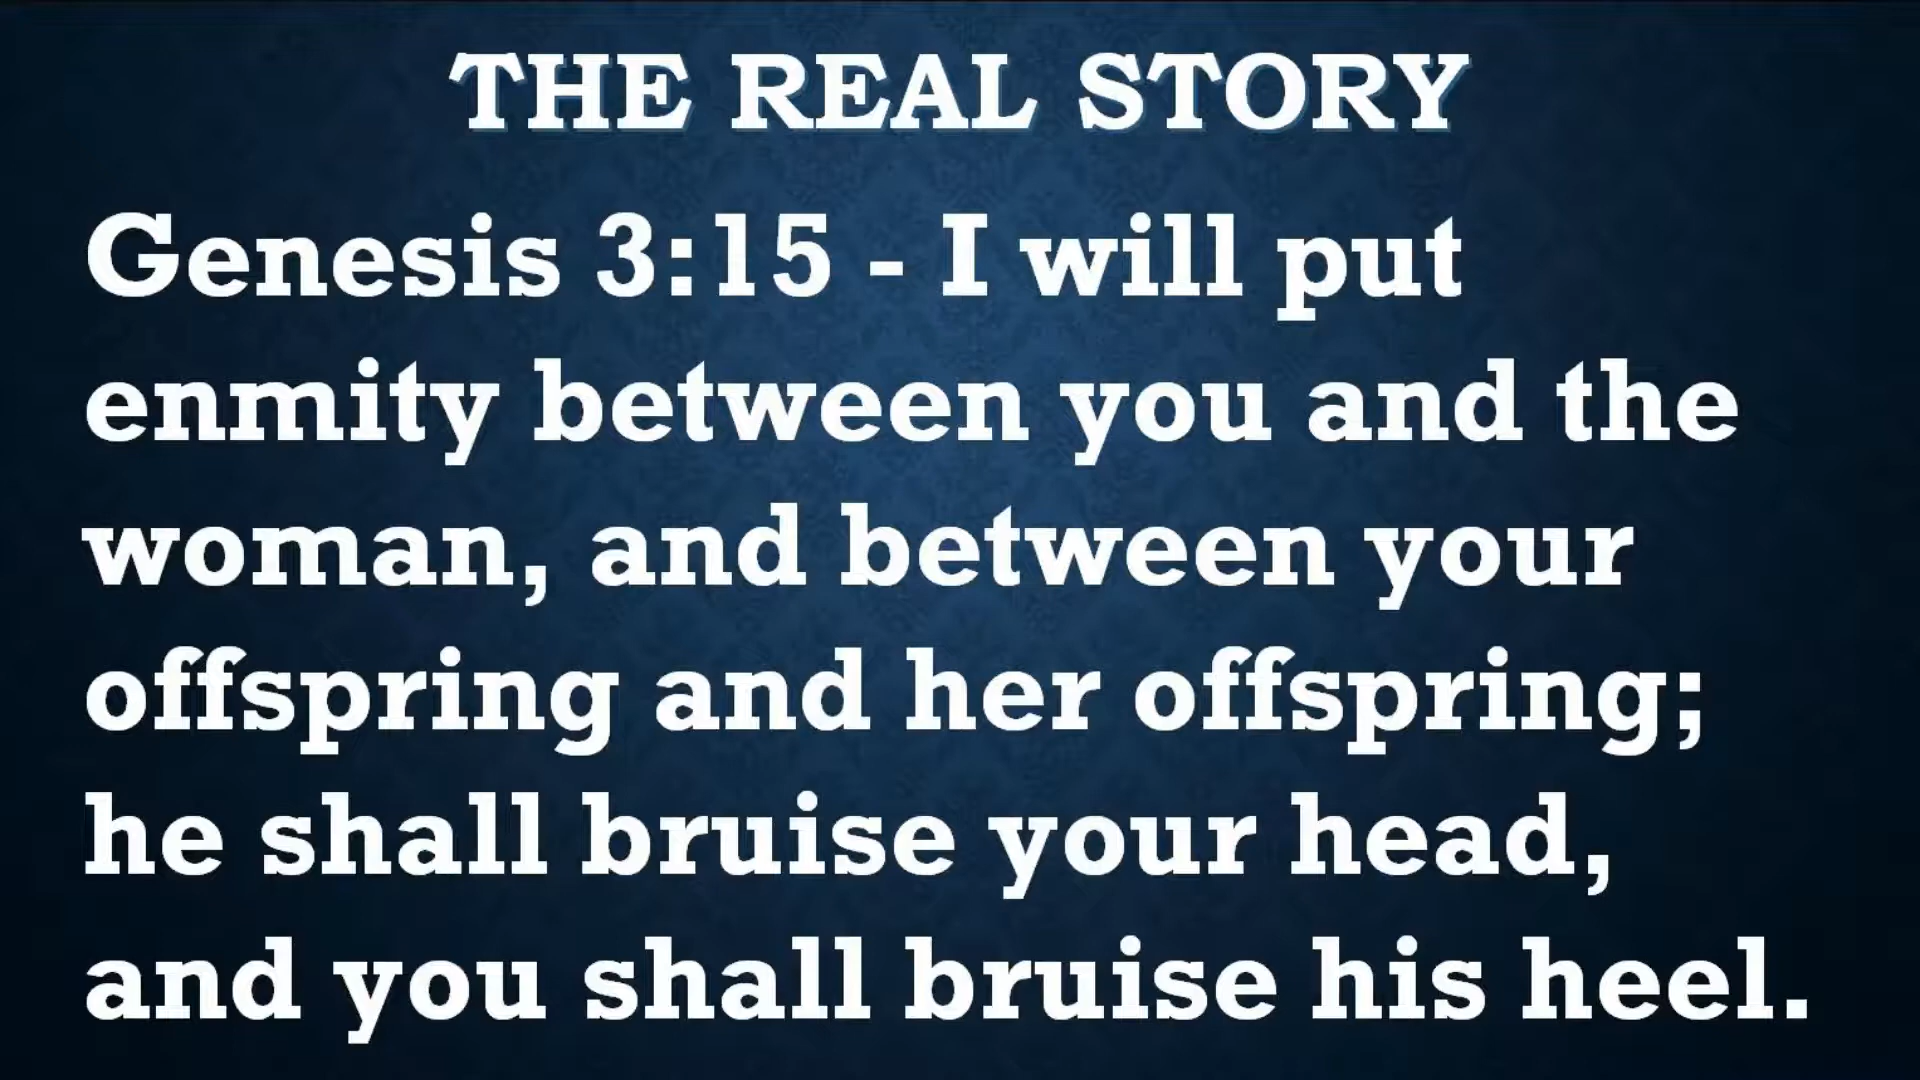 THE REAL STORY
Genesis 3:15 - I will put
enmity between you and the
woman, and between your
offspring and her offspring;
he shall bruise your head,
and you shall bruise his heel.